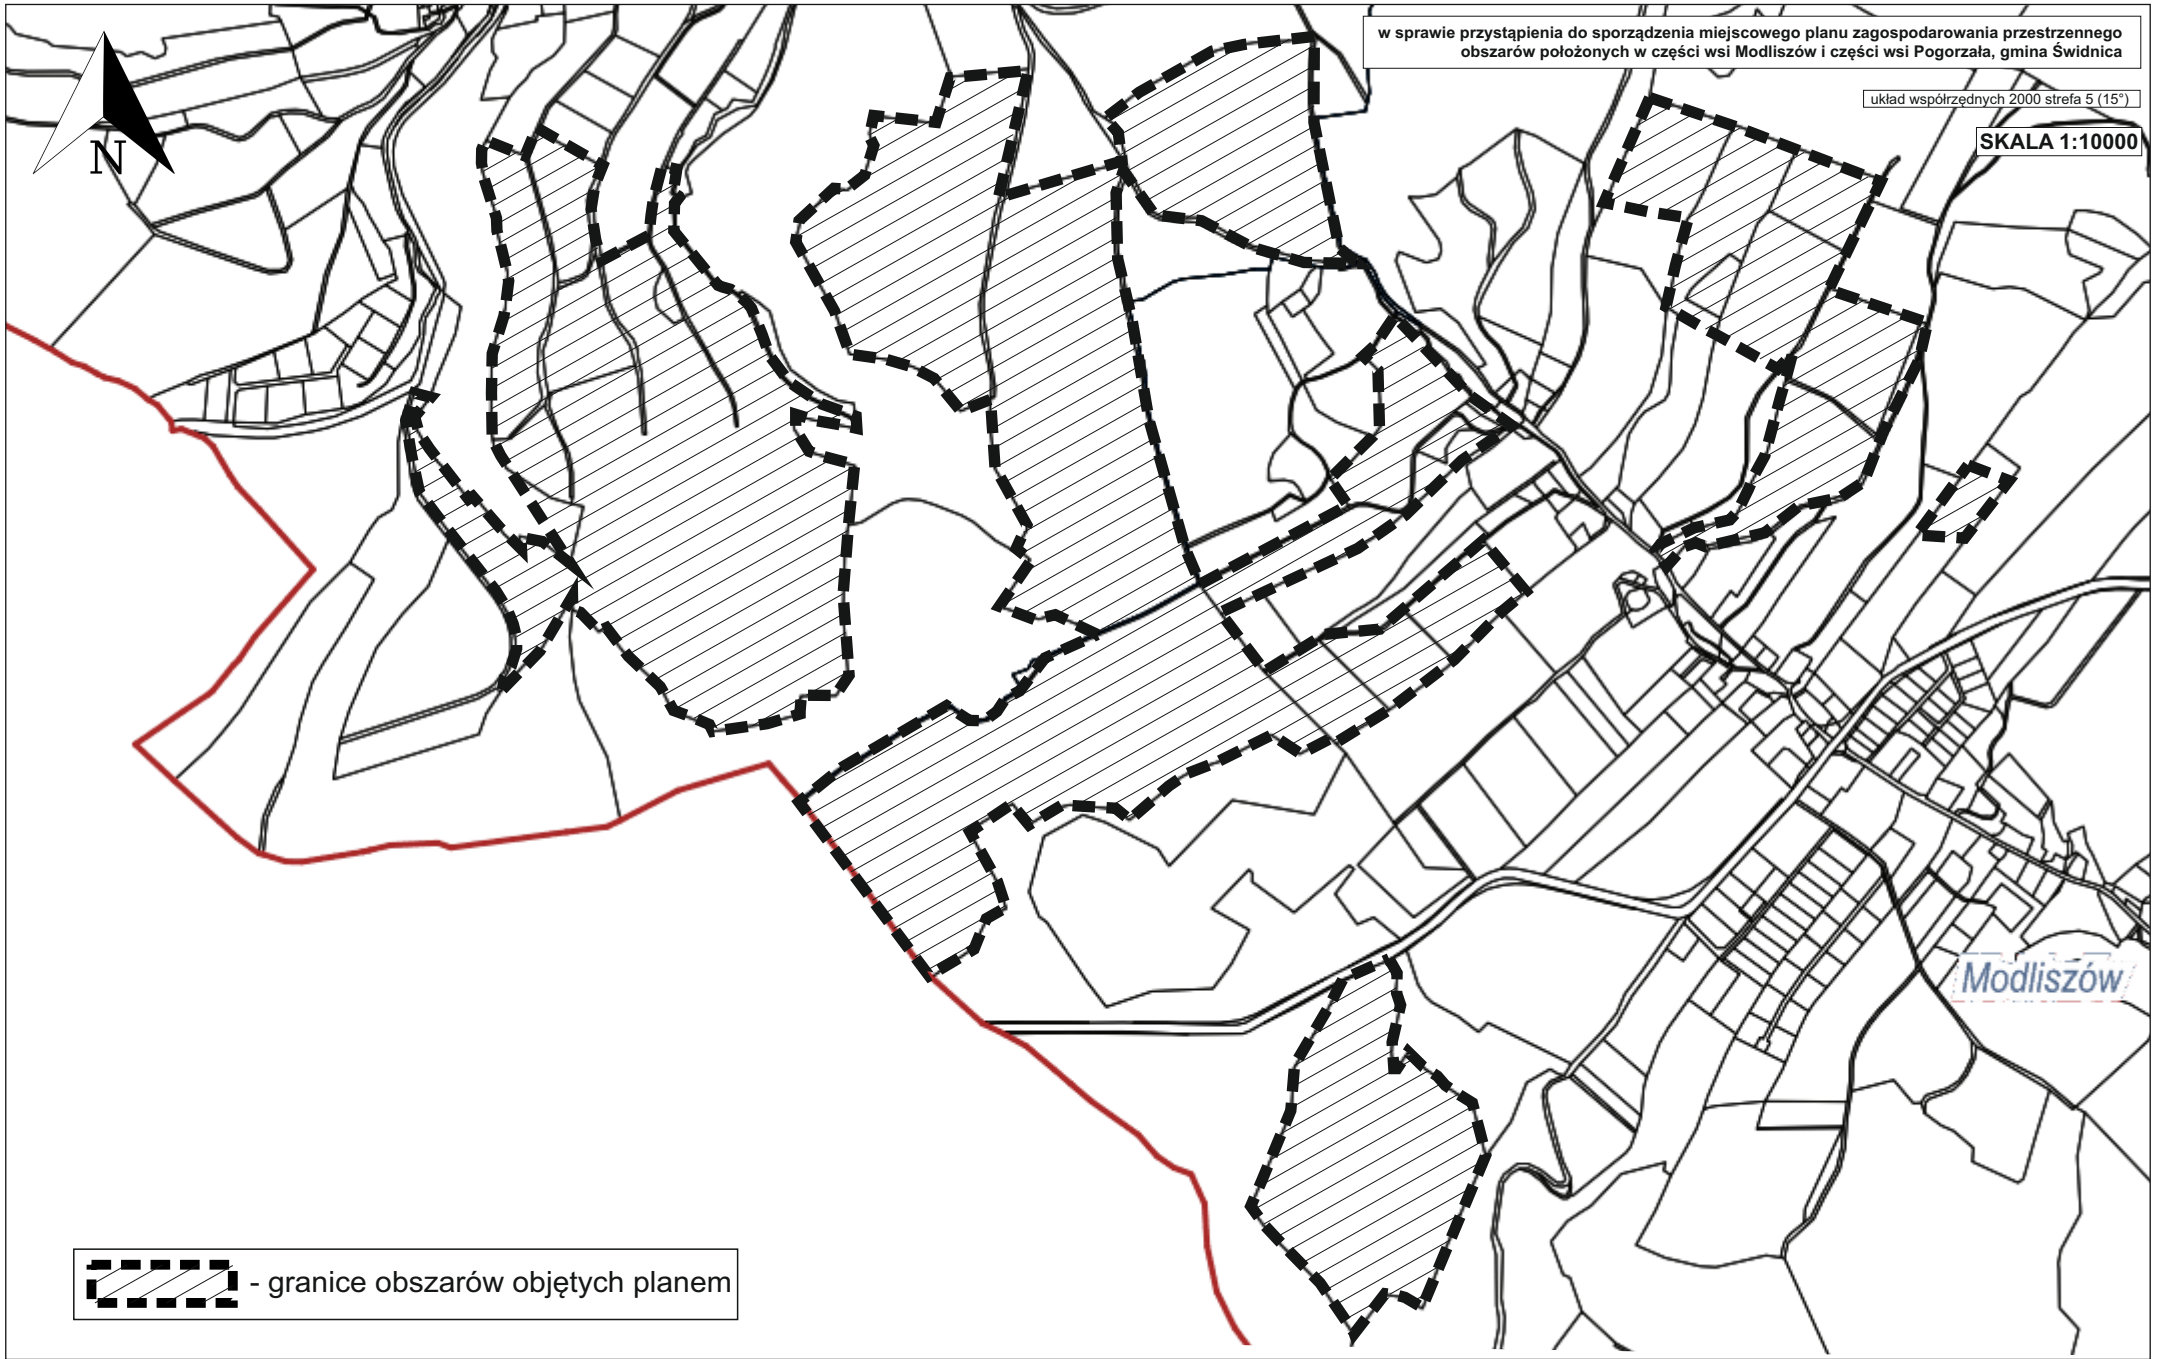 w sprawie przystąpienia do sporządzenia miejscowego planu zagospodarowania przestrzennego
obszarów położonych w części wsi Modliszów i części wsi Pogorzała, gmina Świdnica
układ współrzędnych 2000 strefa 5 (15°)
SKALA 1:10000
N
Modliszów
- granice obszarów objętych planem